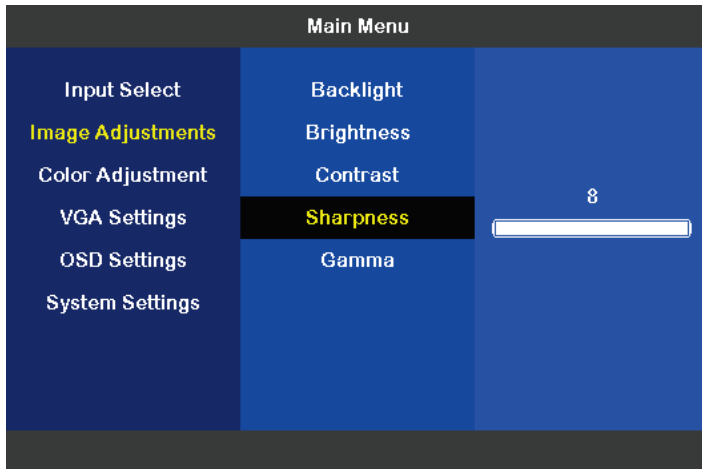 Main Menu
Input Select
Image Adjustments
Color Adjustment
VGA Settings
OSD Settings
System Settings
Backlight
Brightness
Contrast
Sharpness
Gamma
8